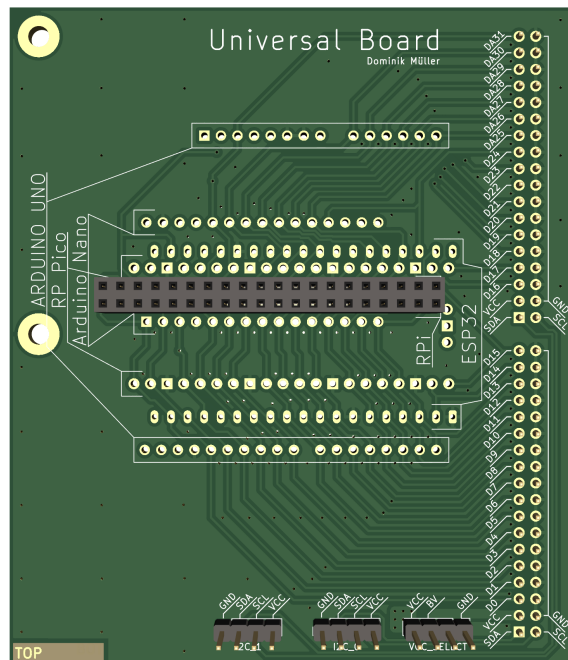 Universal Board
Dominik Müller
DA31
DA30
DA29
DA28
DA27
DA26
DA25
D24
D23
D22
D21
D20
D19
D18
D17
D16
VCC
SDA
GND
SCL
ARDUINO UNO
RP Pico
Arduino Nano
RPi
ESP32
D15
D14
D13
D12
D11
D10
D9
D8
D7
D6
D5
D4
D3
D2
D1
D0
VCC
SDA
GND
SCL
GND
SDA
SCL
VCC
GND
SDA
SCL
VCC
VCC
8V
GND
TOP